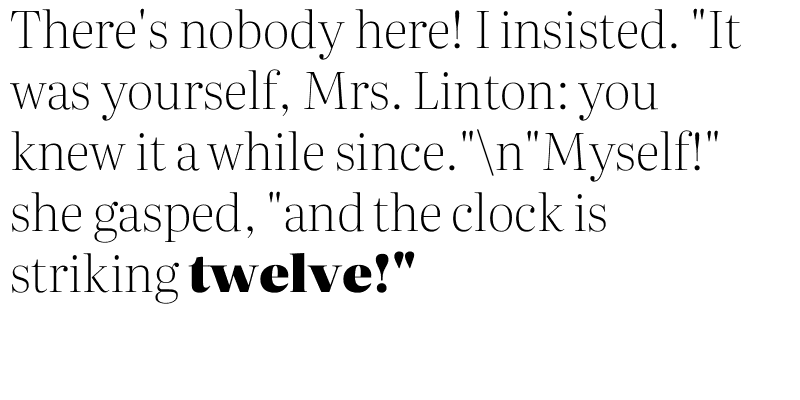 There's nobody here! I insisted. "It
was yourself, Mrs. Linton: you
knew it a while since."\n"Myself!"
she gasped, "and the clock is
striking twelve!"